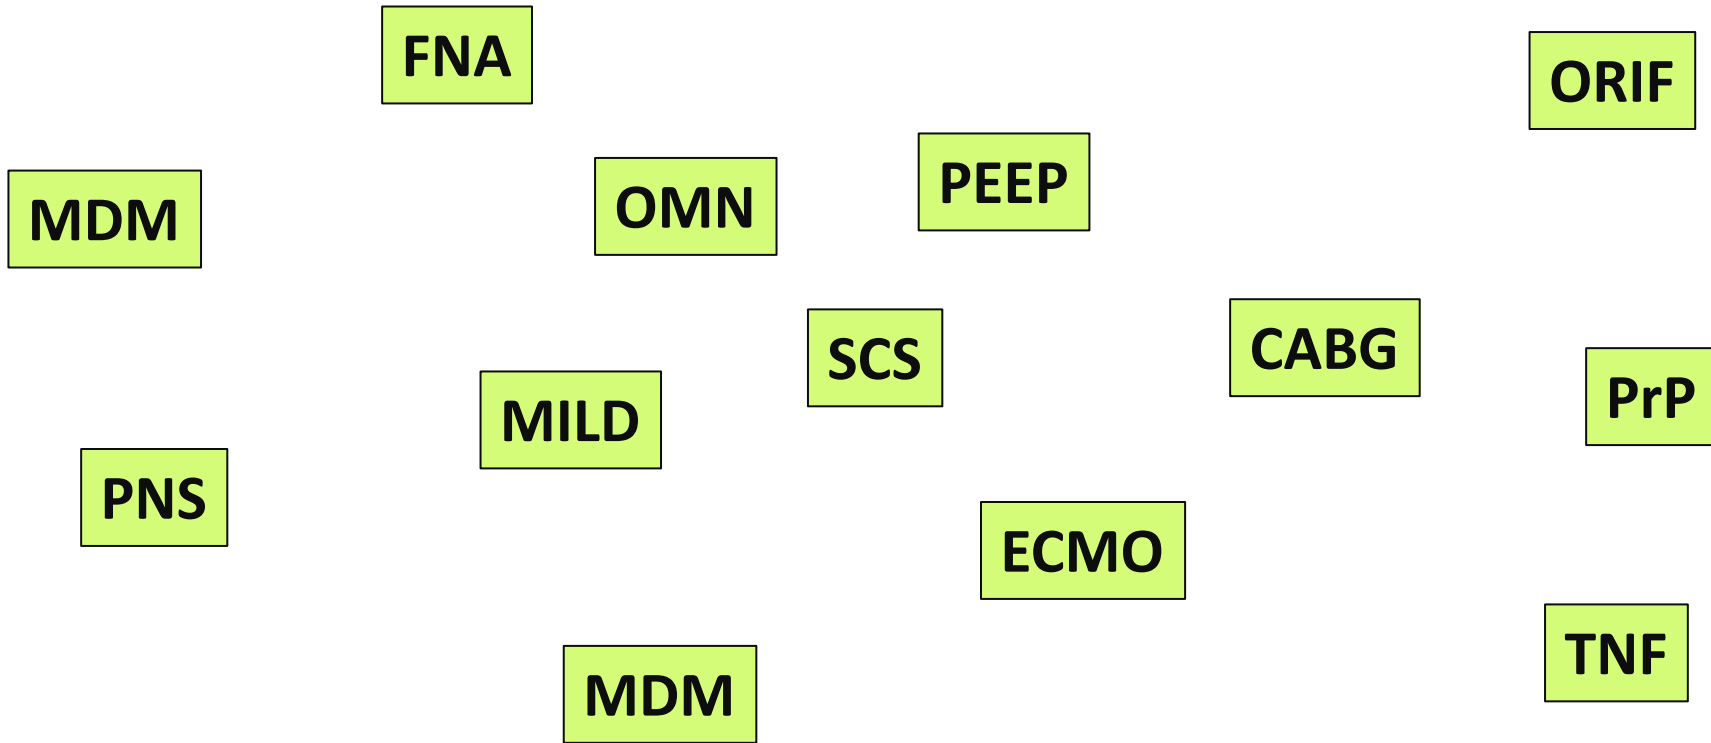 FNA
ORIF
PEEP
OMN
MDM
CABG
SCS
PrP
MILD
PNS
ECMO
TNF
MDM